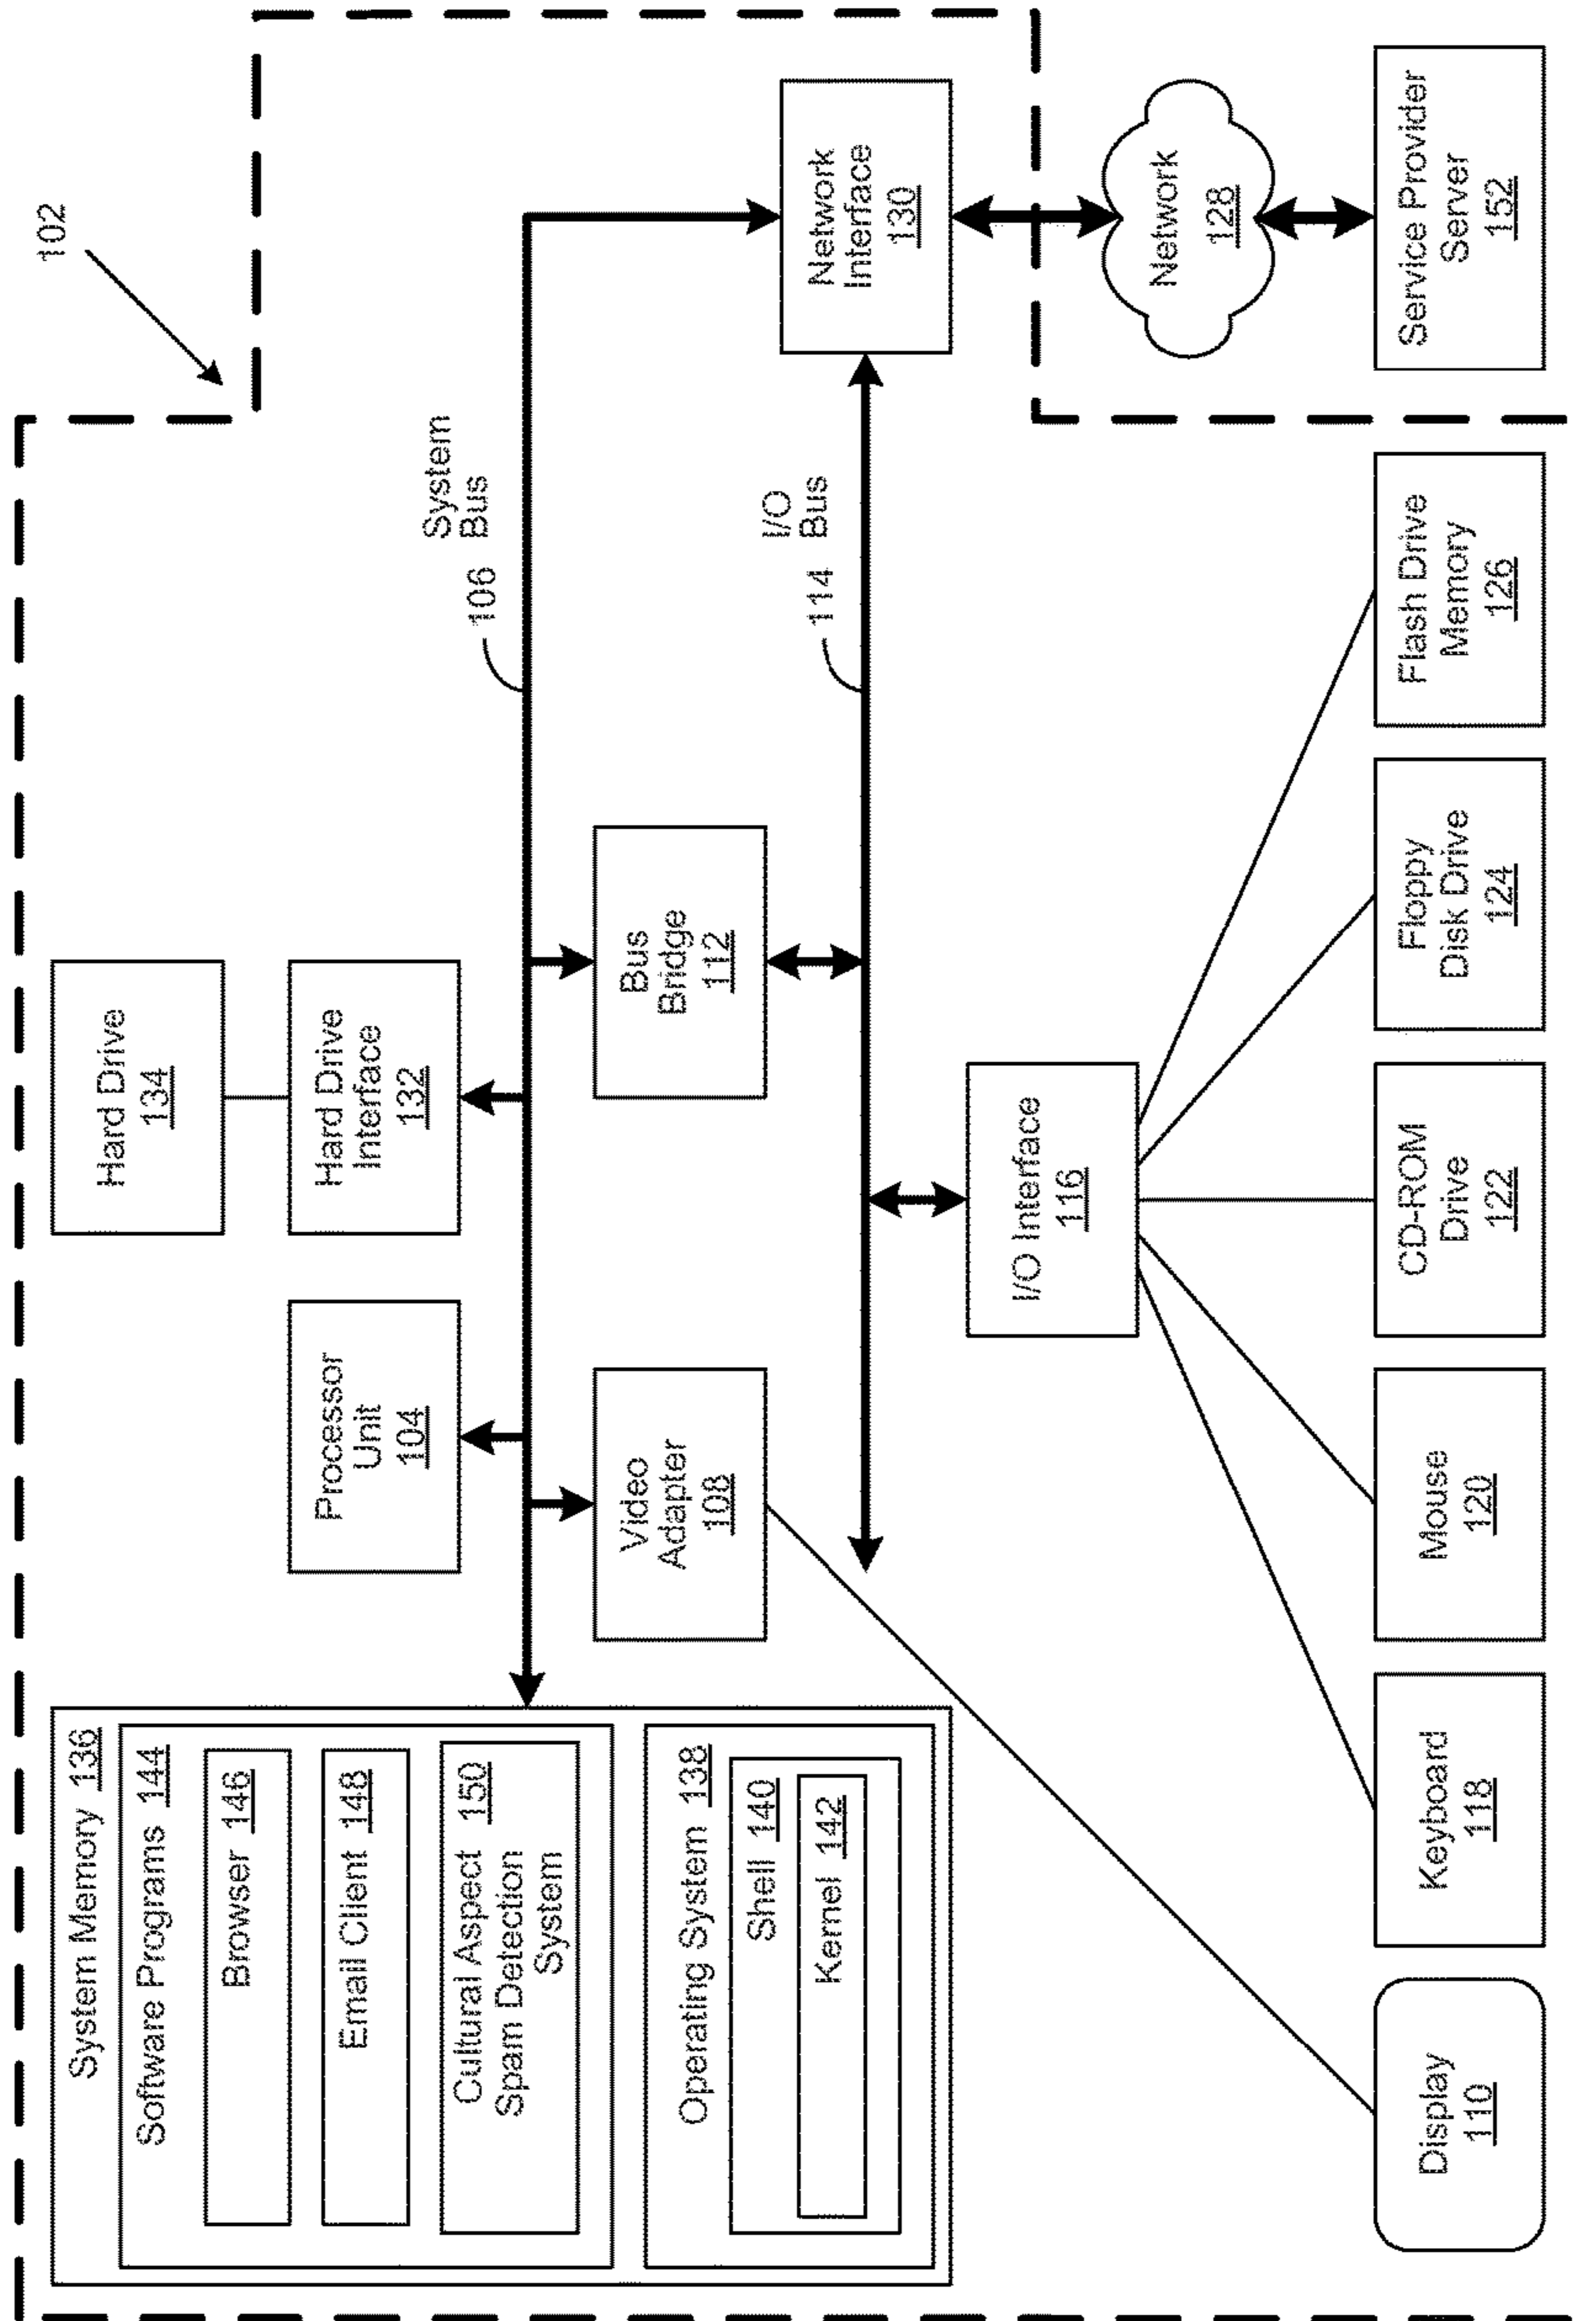 102
System Memory 136
Software Programs 144
Browser 146
Email Client 148
Cultural Aspect 150
Spam Detection
System
Operating System 138
Shell 140
Kernel 142
Processor
Unit
104
Hard Drive
134
Hard Drive
Interface
132
System
Bus
106
Video
Adapter
108
Bus
Bridge
112
I/O
Bus
114
Network
Interface
130
I/O Interface
116
Network
128
Display
110
Keyboard
118
Mouse
120
CD-ROM
Drive
122
Floppy
Disk Drive
124
Flash Drive
Memory
126
Service Provider
Server
152